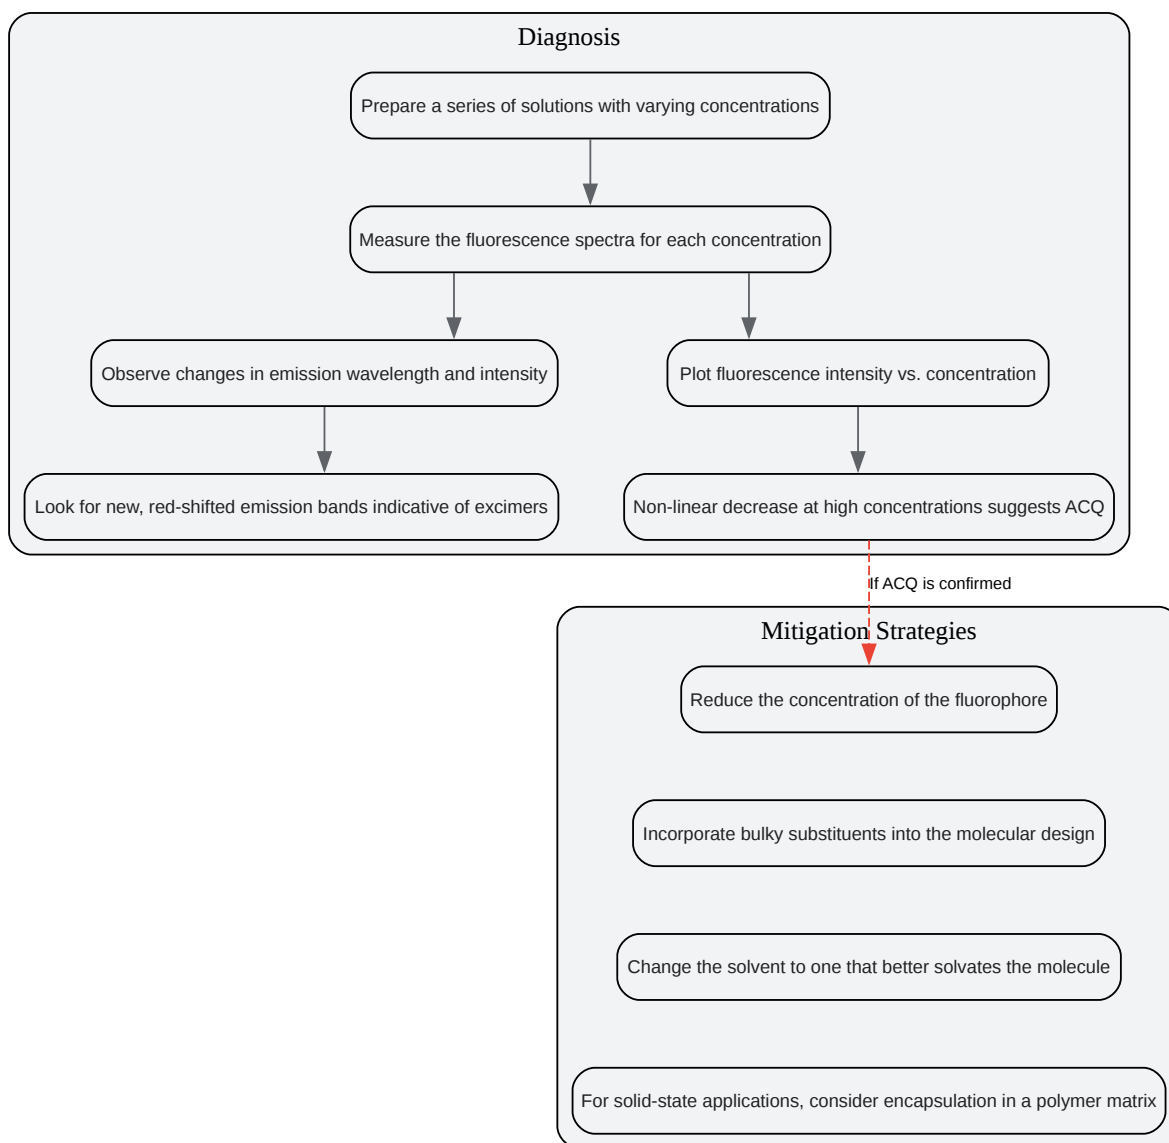 Diagnosis
Prepare a series of solutions with varying concentrations
Measure the fluorescence spectra for each concentration
Observe changes in emission wavelength and intensity
Plot fluorescence intensity vs. concentration
Look for new, red-shifted emission bands indicative of excimers
Non-linear decrease at high concentrations suggests ACQ
If ACQ is confirmed
Mitigation Strategies
Reduce the concentration of the fluorophore
Incorporate bulky substituents into the molecular design
Change the solvent to one that better solvates the molecule
For solid-state applications, consider encapsulation in a polymer matrix